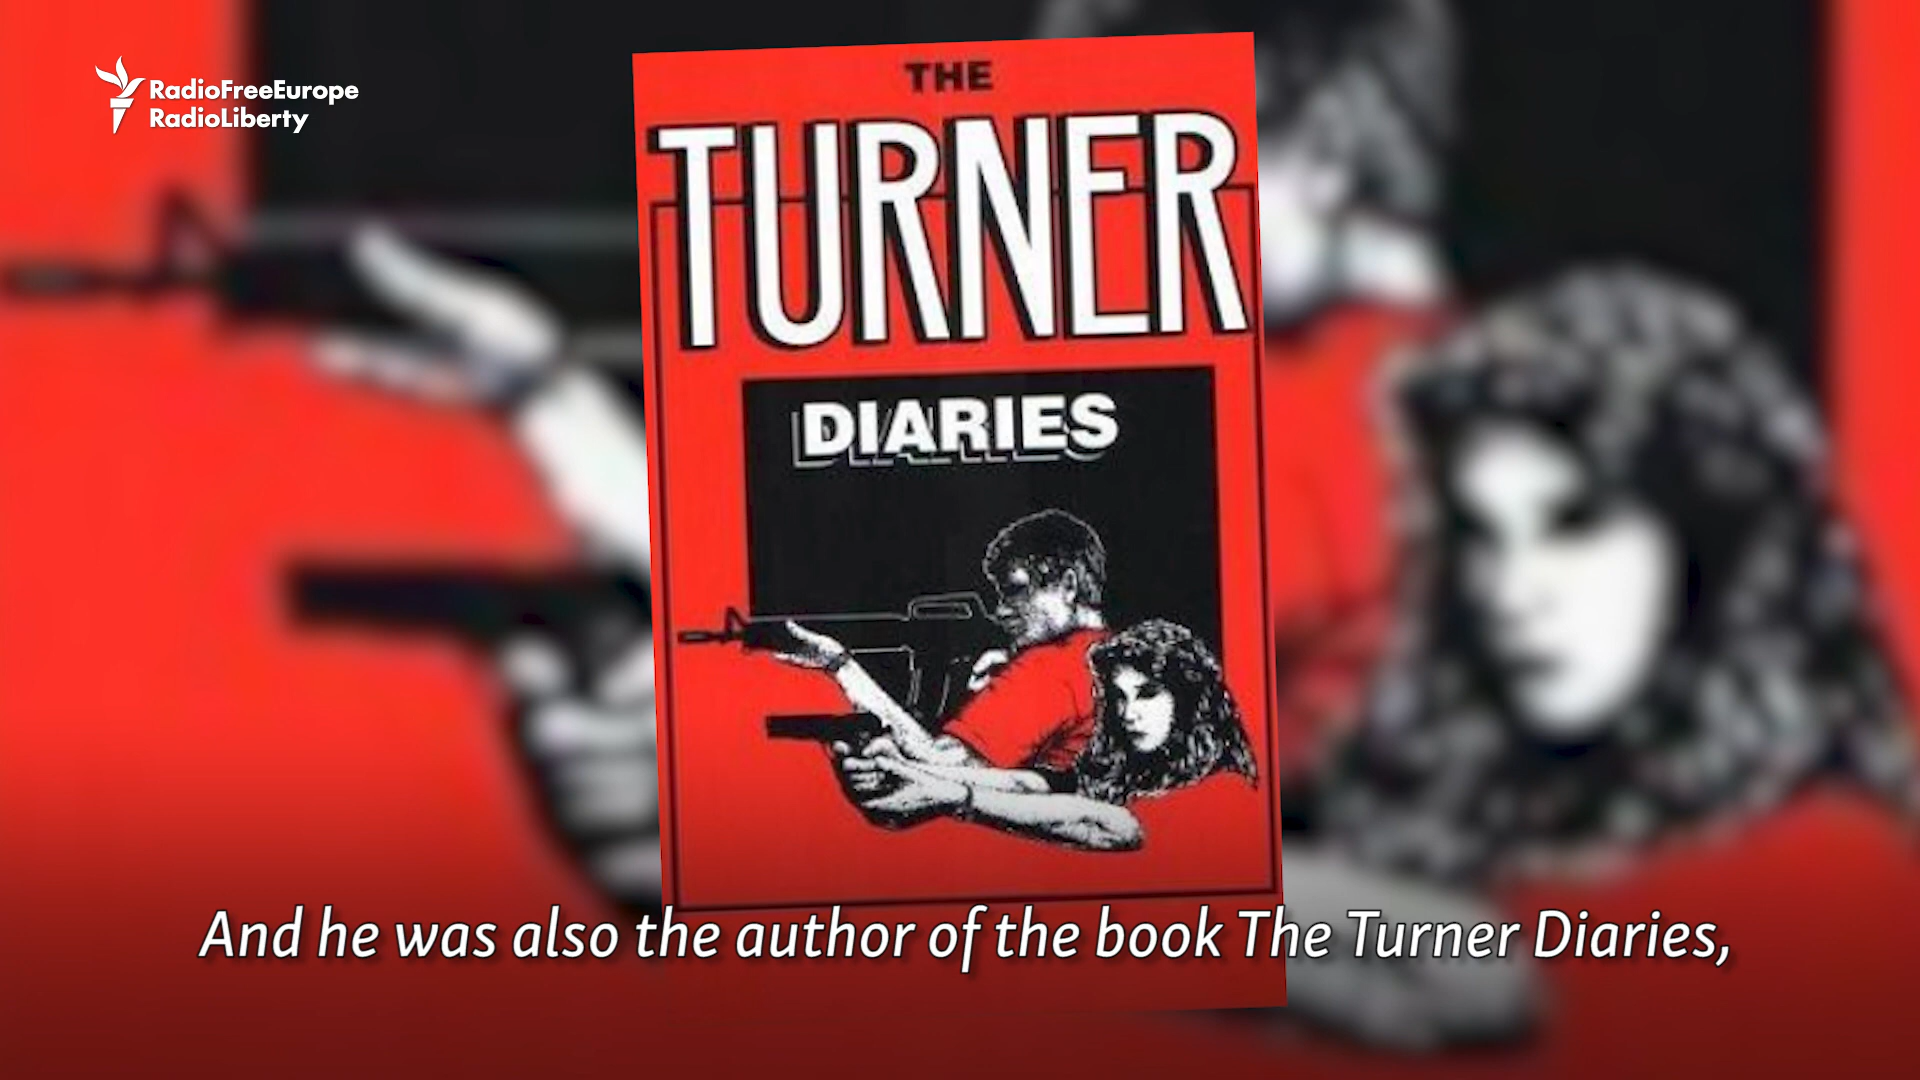 RadioFreeEurope
RadioLiberty
THE
TURNER
DIARIES
And he was also the author of the book The Turner Diaries,